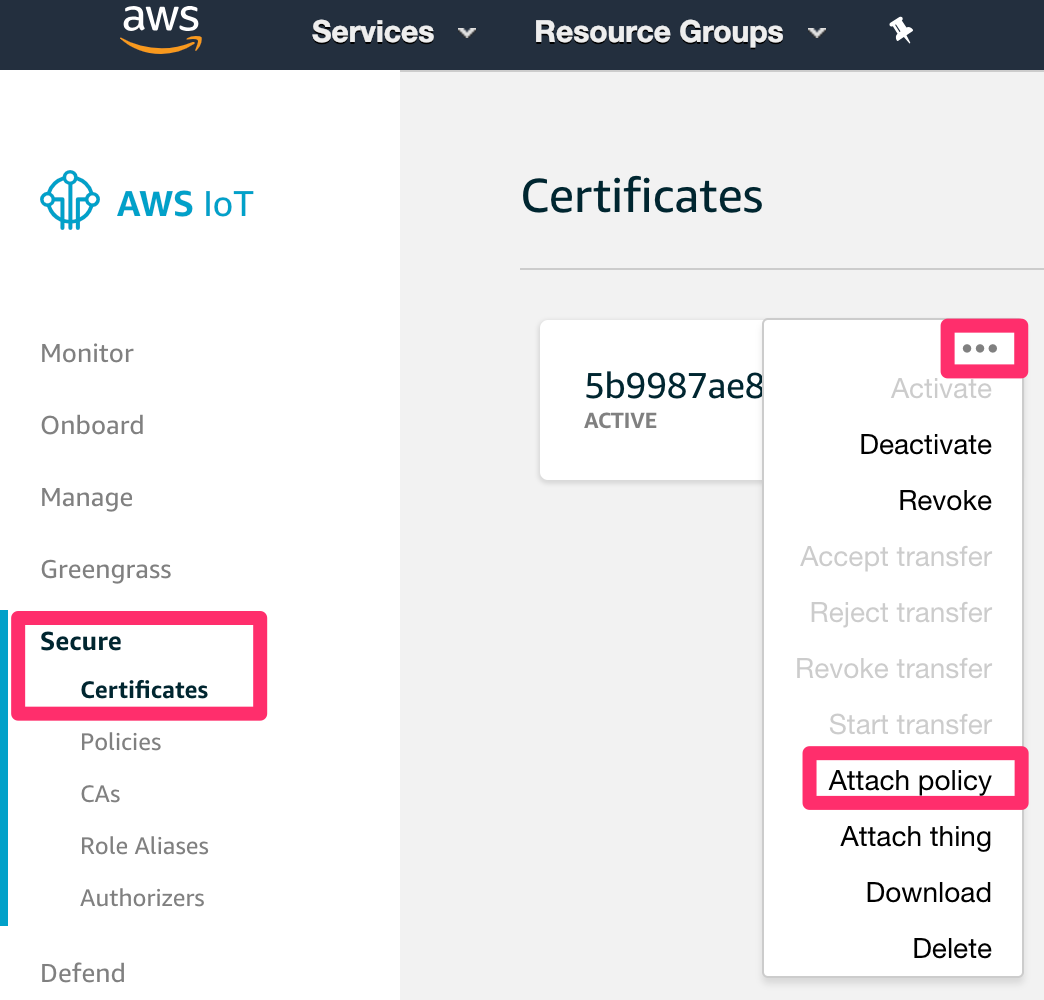 aws
Services
Resource Groups
AWS IoT
Monitor
Onboard
Manage
Greengrass
Secure
Certificates
Policies
CAs
Role Aliases
Authorizers
Defend
Certificates
5b9987ae8
ACTIVE
Activate
Deactivate
Revoke
Accept transfer
Reject transfer
Revoke transfer
Start transfer
Attach policy
Attach thing
Download
Delete